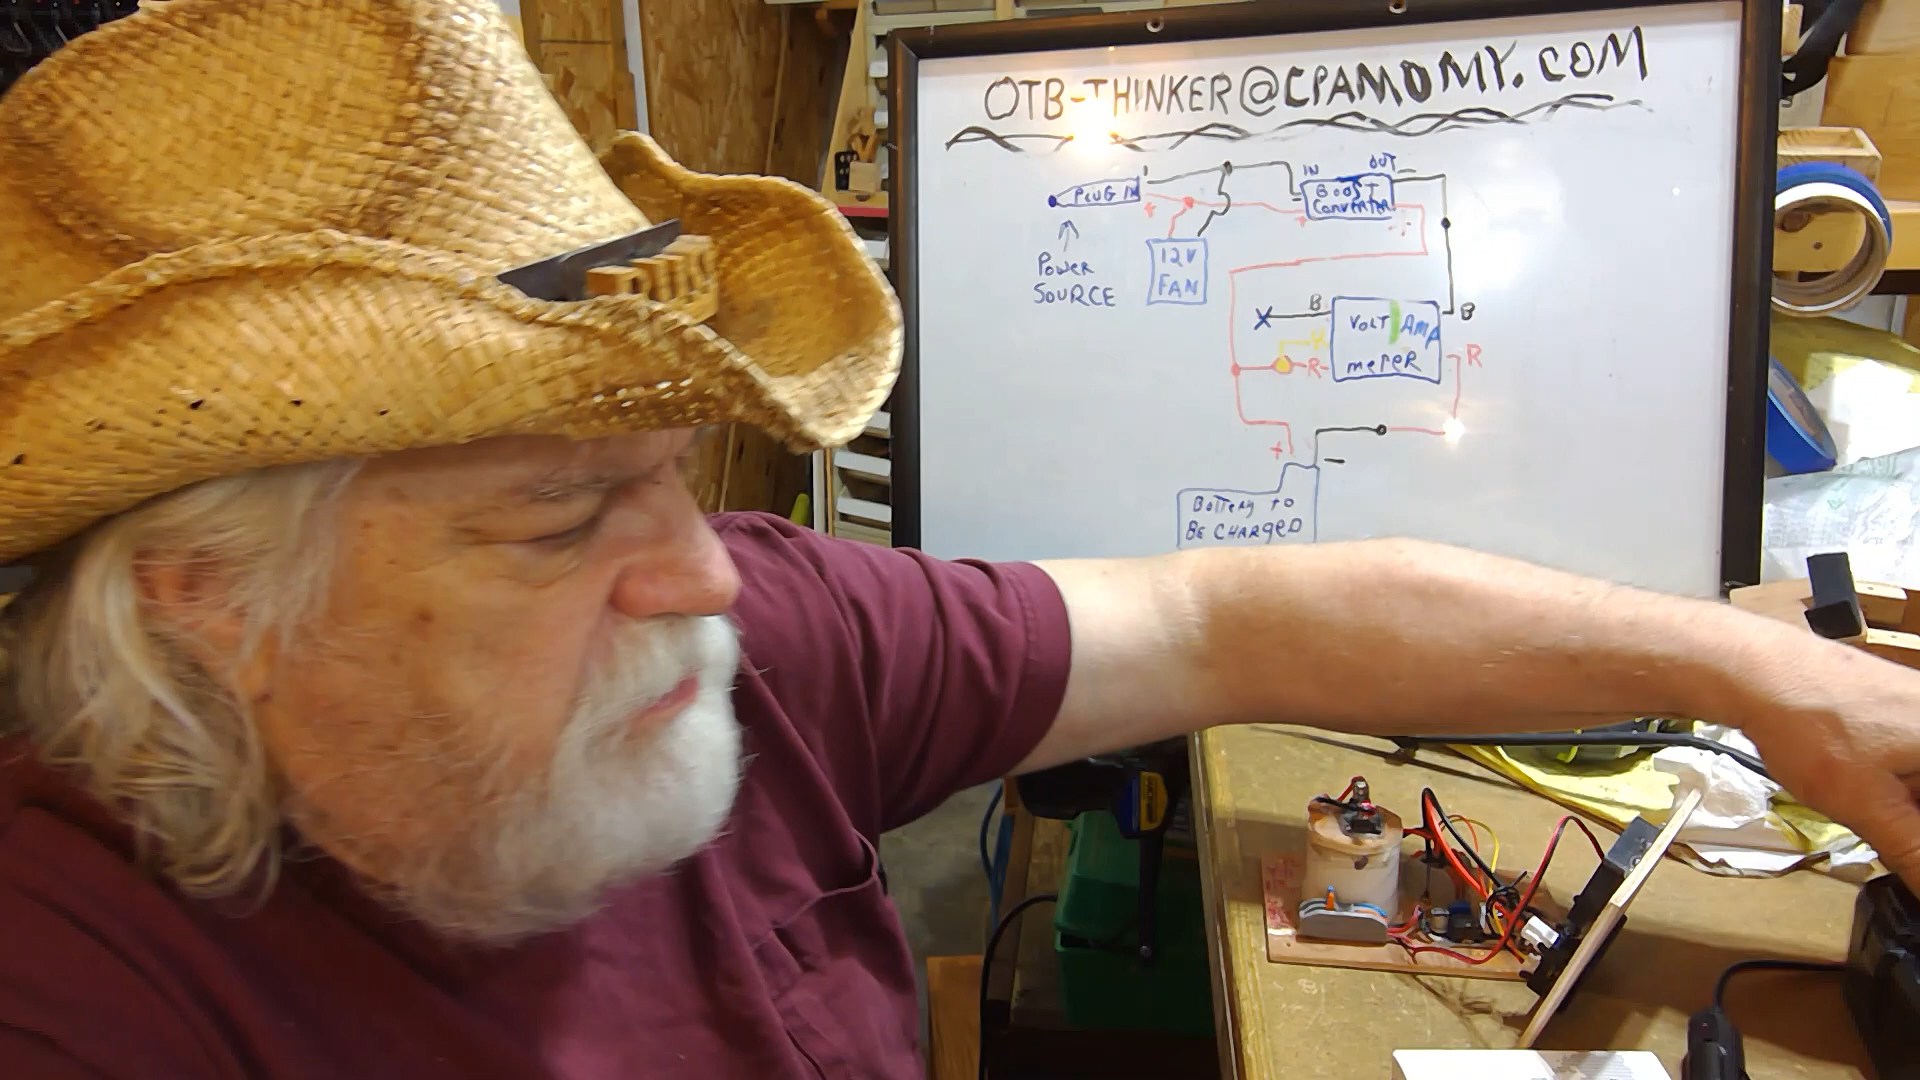 OTB-THINKER@CPAMOMY.COM
IN OUT -
PLUG IN
BOOST
CONVERTER
+ + +
POWER
SOURCE
12V
FAN
X B B
VOLT AMP
Y
METER
R R
+ -
BATTERY TO
BE CHARGED